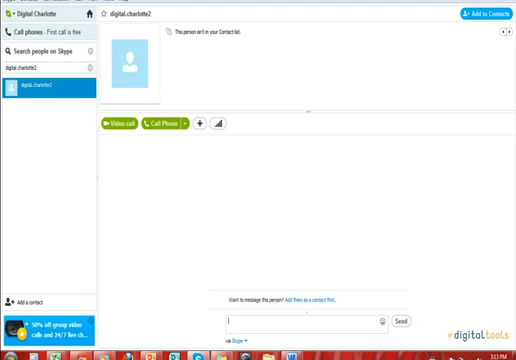 Digital Charlotte
Call phones - First call is free
Search people on Skype
digital.charlotte2
digital.charlotte2
Add a contact
50% off group video
calls and 24/7 live ch...
digital.charlotte2
Add to Contacts
This person isn't in your Contact list.
Video call
Call Phone
Want to message this person? Add them as a contact first.
Send
via Skype
#digitaltools
3:13 PM